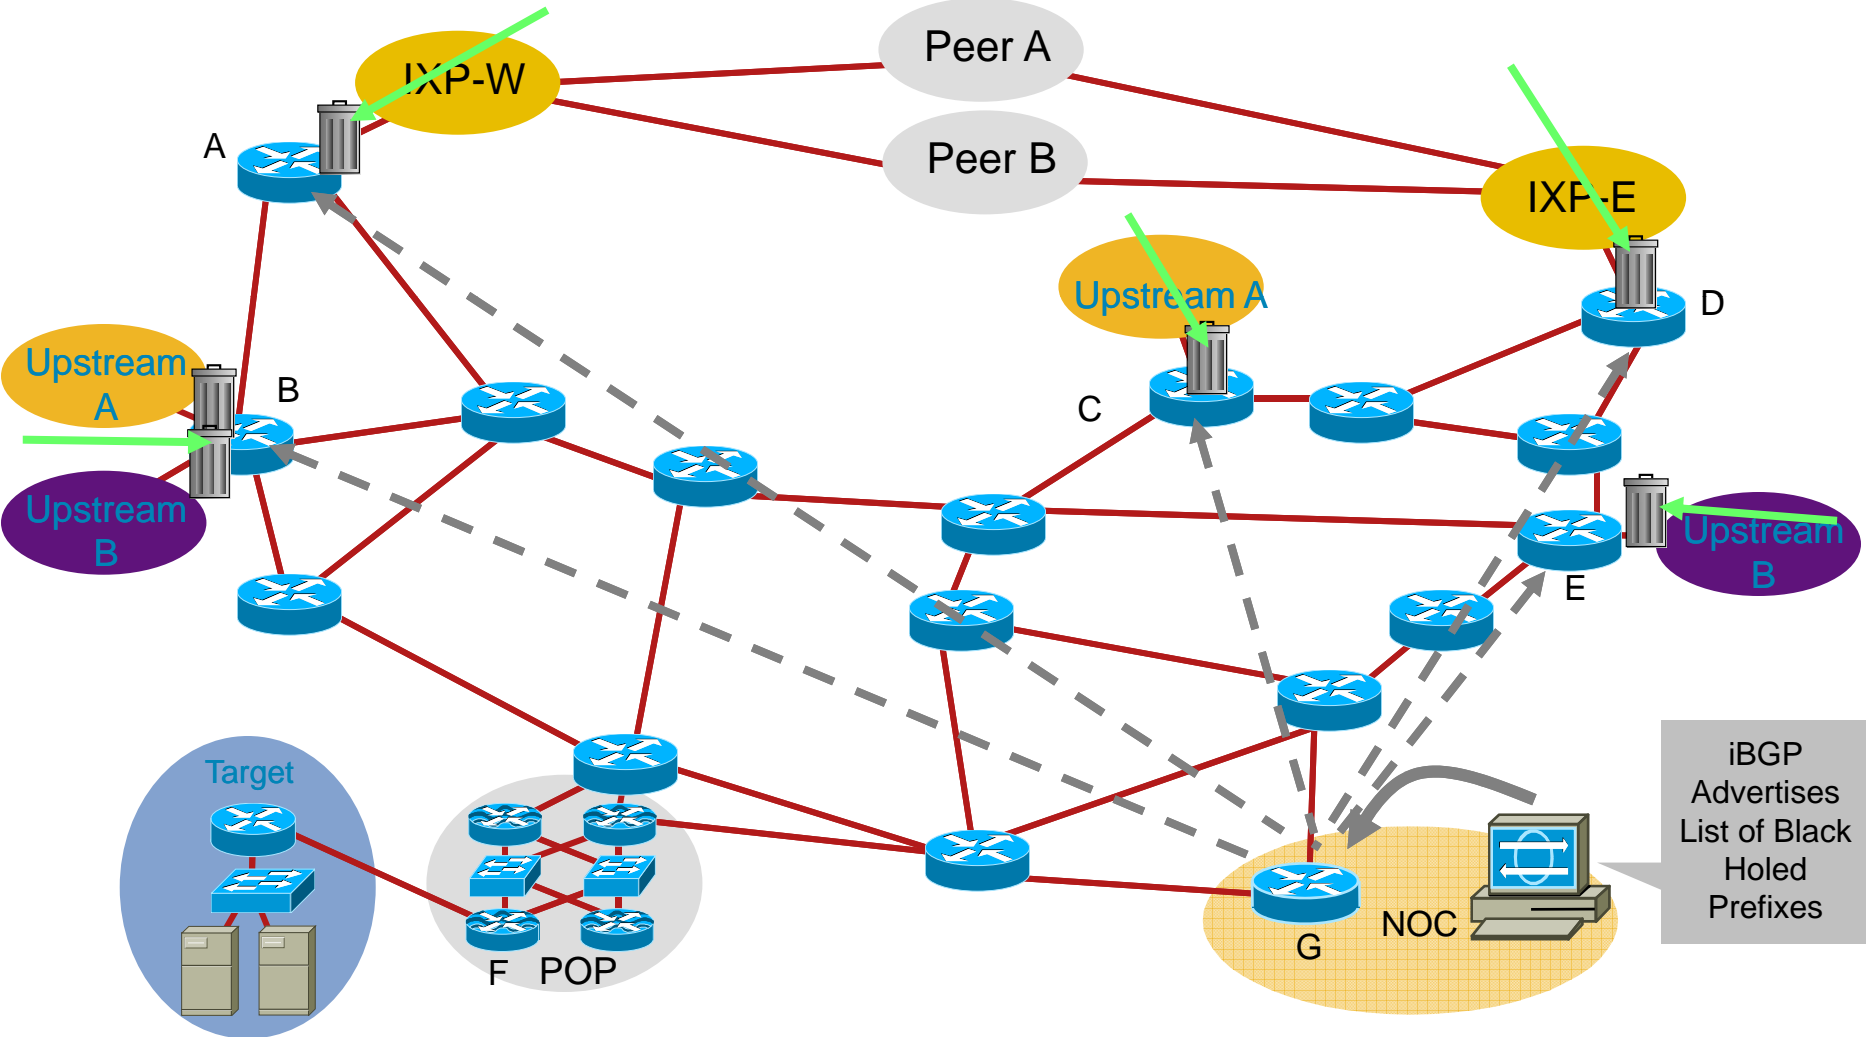 Peer A
IXP-W
A
Peer B
IXP-E
Upstream A
D
Upstream
A
B
C
Upstream
B
Upstream
B
E
Target
iBGP
Advertises
List of Black
Holed
Prefixes
NOC
G
F
POP